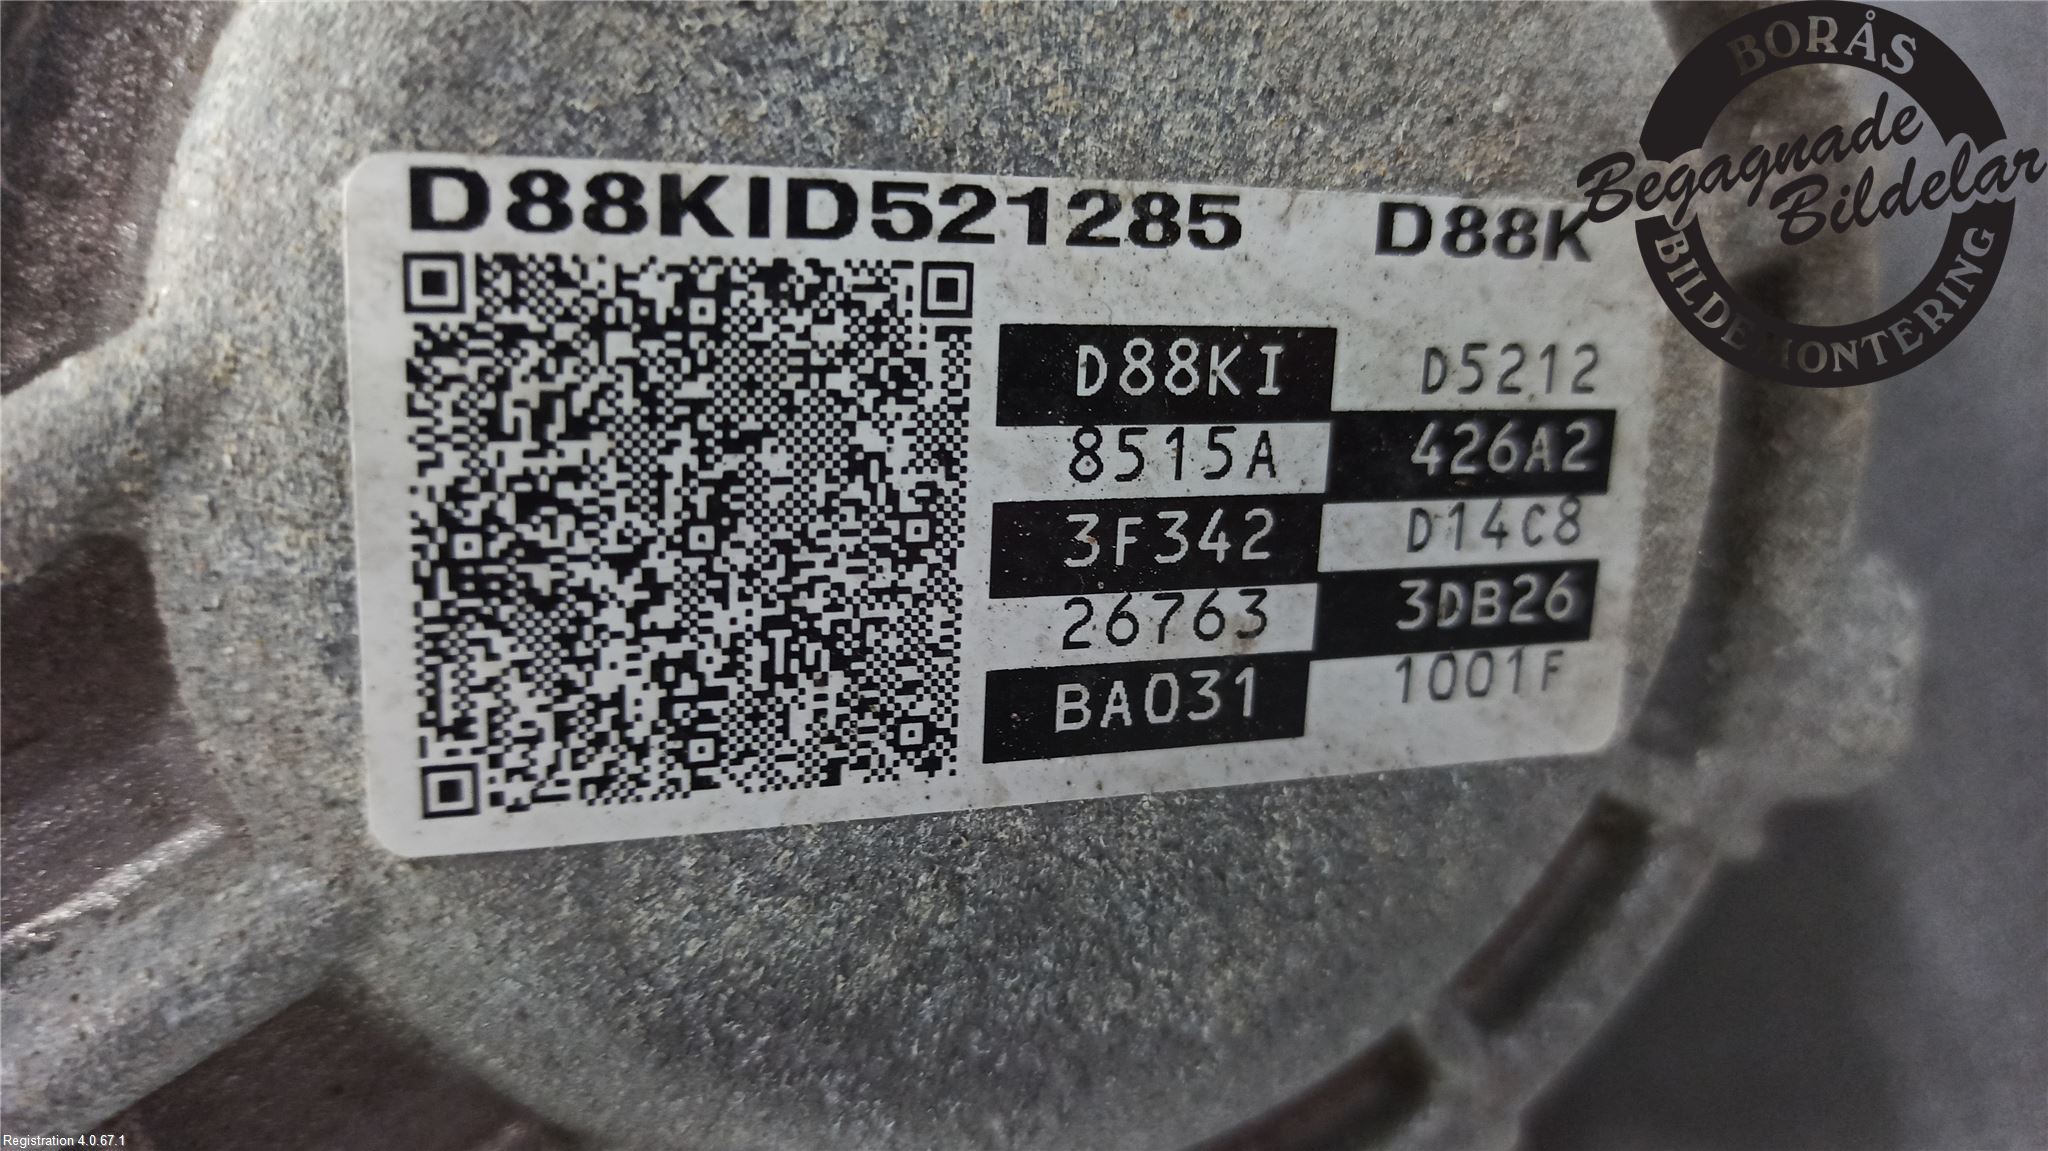 D88KID521285 D88K
D88KI D5212
8515A 426A2
3F342 D14C8
26763 3DB26
BA031 1001F
BORÅS
Begagnade
Bildelar
BILDEMONTERING
Registration 4.0.67.1